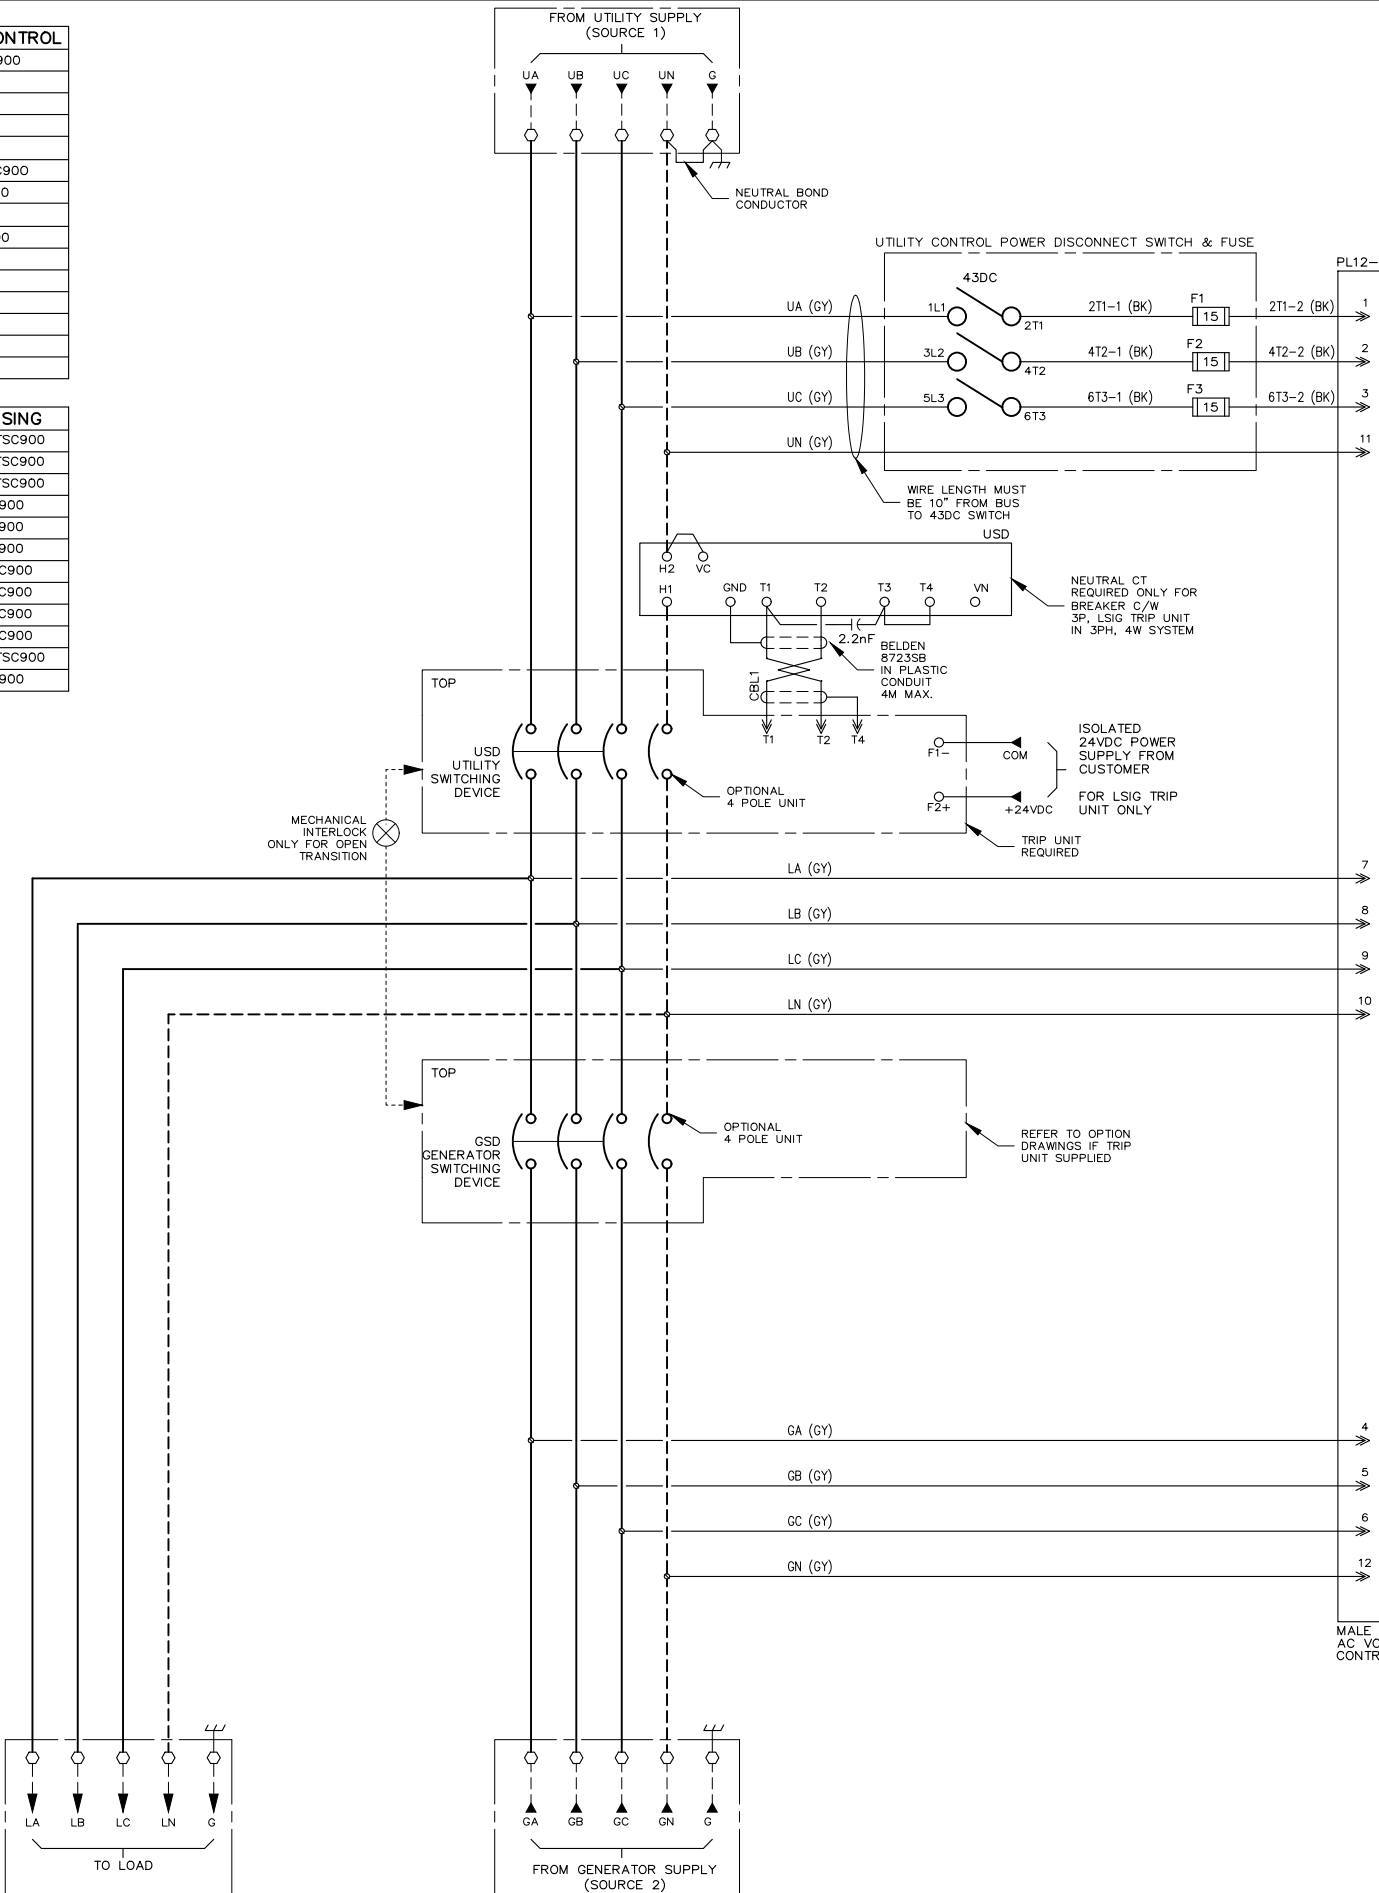 FROM UTILITY SUPPLY
(SOURCE 1)
UA UB UC UN G
NEUTRAL BOND
CONDUCTOR
ONTROL
900
C900
0
00
SING
TSC900
TSC900
TSC900
900
900
900
C900
C900
C900
C900
TSC900
900
UTILITY CONTROL POWER DISCONNECT SWITCH & FUSE
PL12-
43DC
UA (GY) 1L1 2T1 2T1-1 (BK) F1 15 2T1-2 (BK) 1
UB (GY) 3L2 4T2 4T2-1 (BK) F2 15 4T2-2 (BK) 2
UC (GY) 5L3 6T3 6T3-1 (BK) F3 15 6T3-2 (BK) 3
UN (GY) 11
WIRE LENGTH MUST
BE 10" FROM BUS
TO 43DC SWITCH
USD
H2 VC
H1 GND T1 T2 T3 T4 VN
2.2nF
NEUTRAL CT
REQUIRED ONLY FOR
BREAKER C/W
3P, LSIG TRIP UNIT
IN 3PH, 4W SYSTEM
BELDEN
8723SB
IN PLASTIC
CONDUIT
4M MAX.
CBL1
T1 T2 T4
TOP
USD
UTILITY
SWITCHING
DEVICE
OPTIONAL
4 POLE UNIT
F1- COM
F2+ +24VDC
ISOLATED
24VDC POWER
SUPPLY FROM
CUSTOMER
FOR LSIG TRIP
UNIT ONLY
TRIP UNIT
REQUIRED
MECHANICAL
INTERLOCK
ONLY FOR OPEN
TRANSITION
LA (GY) 7
LB (GY) 8
LC (GY) 9
LN (GY) 10
TOP
GSD
GENERATOR
SWITCHING
DEVICE
OPTIONAL
4 POLE UNIT
REFER TO OPTION
DRAWINGS IF TRIP
UNIT SUPPLIED
GA (GY) 4
GB (GY) 5
GC (GY) 6
GN (GY) 12
MALE
AC VO
CONTR
LA LB LC LN G
TO LOAD
GA GB GC GN G
FROM GENERATOR SUPPLY
(SOURCE 2)